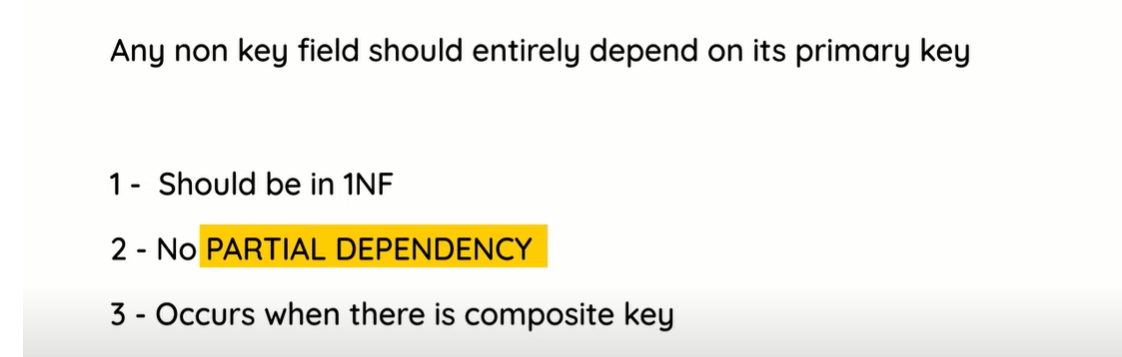 Any non key field should entirely depend on its primary key
1 - Should be in 1NF
2 - No PARTIAL DEPENDENCY
3 - Occurs when there is composite key